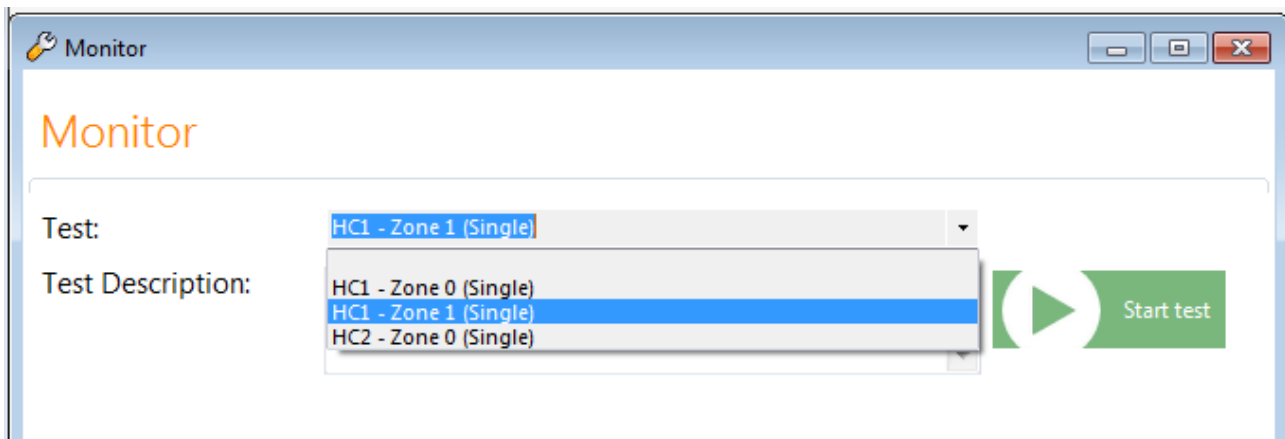 Monitor
Monitor
Test:
HC1 - Zone 1 (Single)
Test Description:
HC1 - Zone 0 (Single)
HC1 - Zone 1 (Single)
HC2 - Zone 0 (Single)
Start test